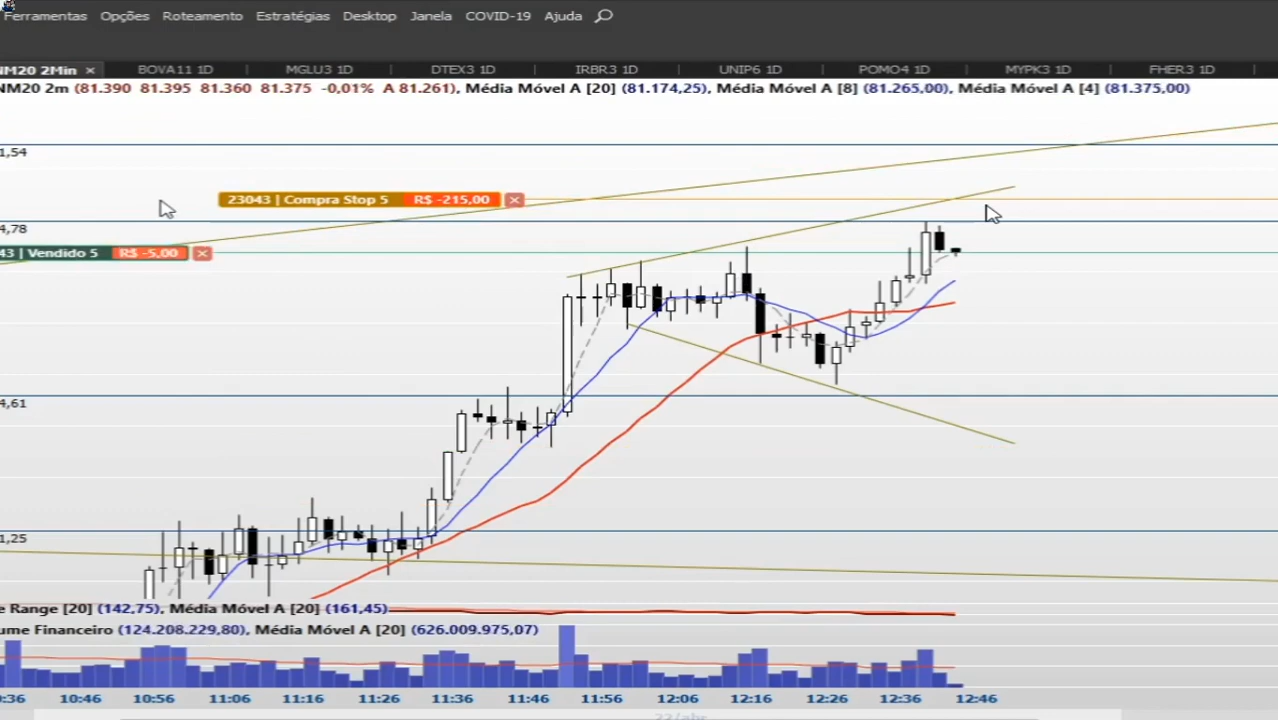 Ferramentas Opções Roteamento Estratégias Desktop Janela COVID-19 Ajuda
NM20 2Min BOVA11 1D MGLU3 1D DTEX3 1D IRBR3 1D UNIP6 1D POMO4 1D MYPK3 1D FHER3 1D
NM20 2m (81.390 81.395 81.360 81.375 -0,01% A 81.261), Média Móvel A [20] (81.174,25), Média Móvel A [8] (81.265,00), Média Móvel A [4] (81.375,00)
1,54
23043 | Compra Stop 5 R$ -215,00
4,78
43 | Vendido 5 R$ -5,00
4,61
1,25
e Range [20] (142,75), Média Móvel A [20] (161,45)
ume Financeiro (124.208.229,80), Média Móvel A [20] (626.009.975,07)
0:36 10:46 10:56 11:06 11:16 11:26 11:36 11:46 11:56 12:06 12:16 12:26 12:36 12:46
22/abr